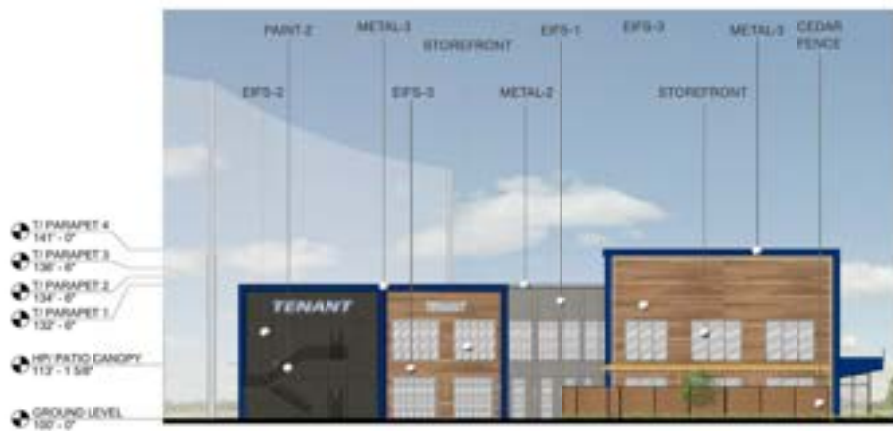 PAINT-2
METAL-3
STOREFRONT
EIFS-1
EIFS-3
METAL-3
CEDAR
FENCE
EIFS-2
EIFS-3
METAL-2
STOREFRONT
T/ PARAPET 4
141' - 0"
T/ PARAPET 3
136' - 6"
T/ PARAPET 2
134' - 6"
T/ PARAPET 1
132' - 6"
HP/ PATIO CANOPY
113' - 1 5/8"
GROUND LEVEL
100' - 0"
TENANT
TENANT